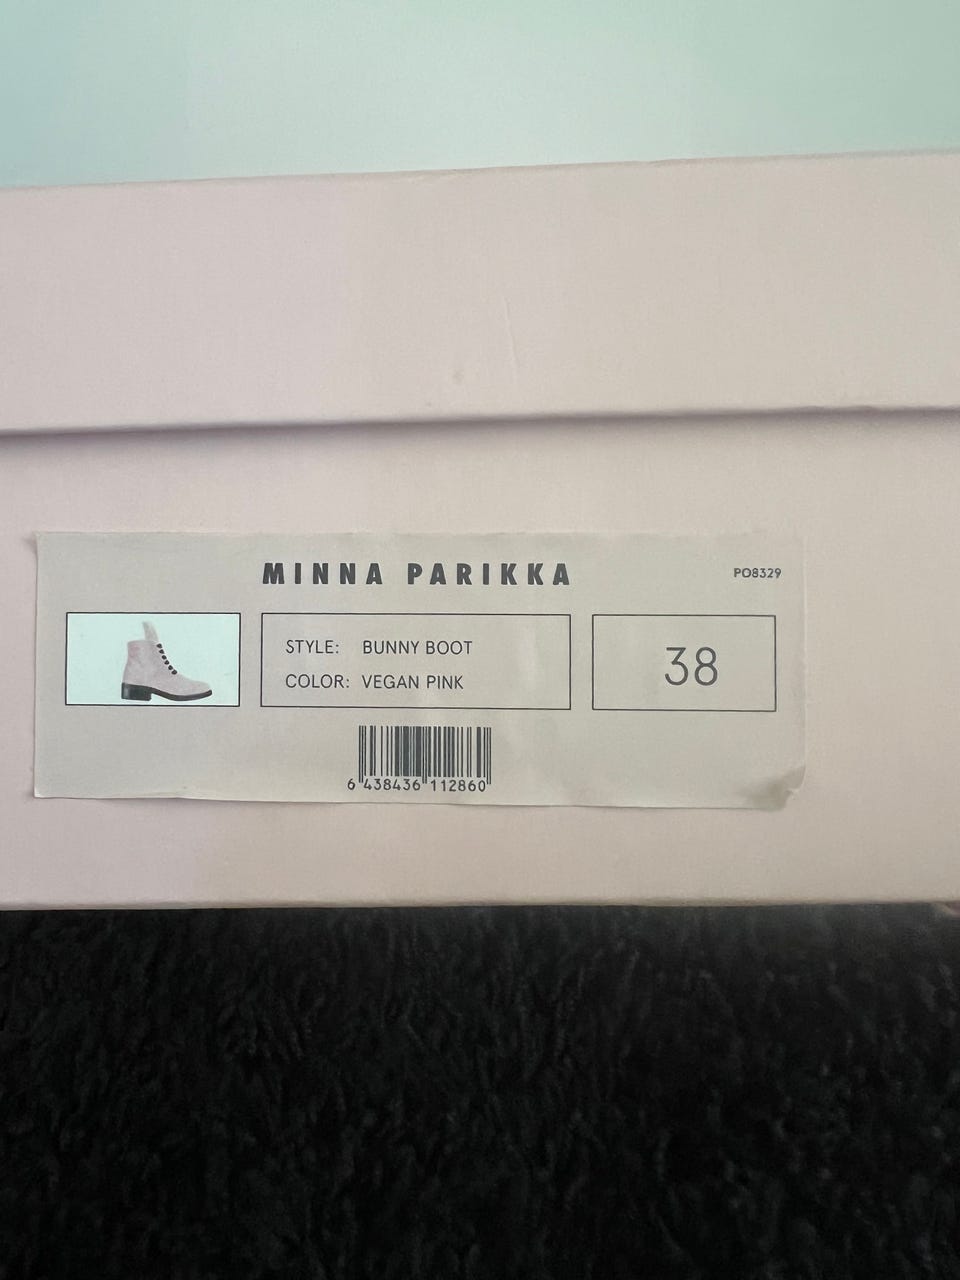 MINNA PARIKKA
PO8329
STYLE: BUNNY BOOT
COLOR: VEGAN PINK
38
6 438436 112860